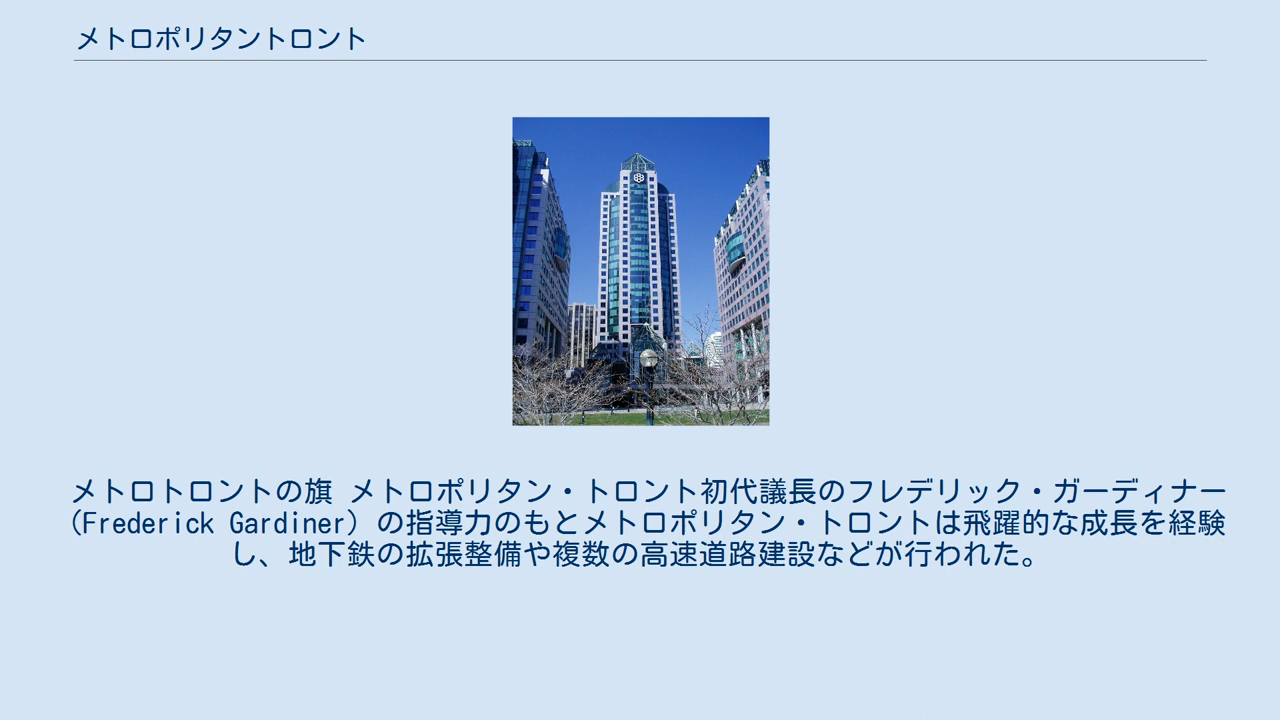 メトロポリタントロント
メトロトロントの旗 メトロポリタン・トロント初代議長のフレデリック・ガーディナー
(Frederick Gardiner) の指導力のもとメトロポリタン・トロントは飛躍的な成長を経験
し、地下鉄の拡張整備や複数の高速道路建設などが行われた。